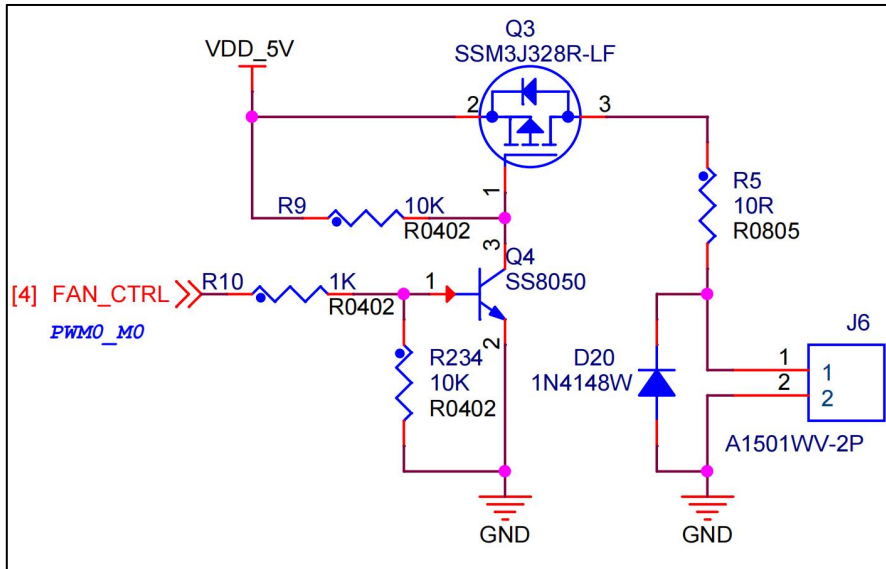 Q3
SSM3J328R-LF
VDD_5V
2
3
1
R9
10K
R0402
R5
10R
R0805
3
Q4
SS8050
[4] FAN_CTRL
R10
1K
R0402
1
PWM0_M0
2
R234
10K
R0402
D20
1N4148W
J6
1
1
2
2
A1501WV-2P
GND
GND